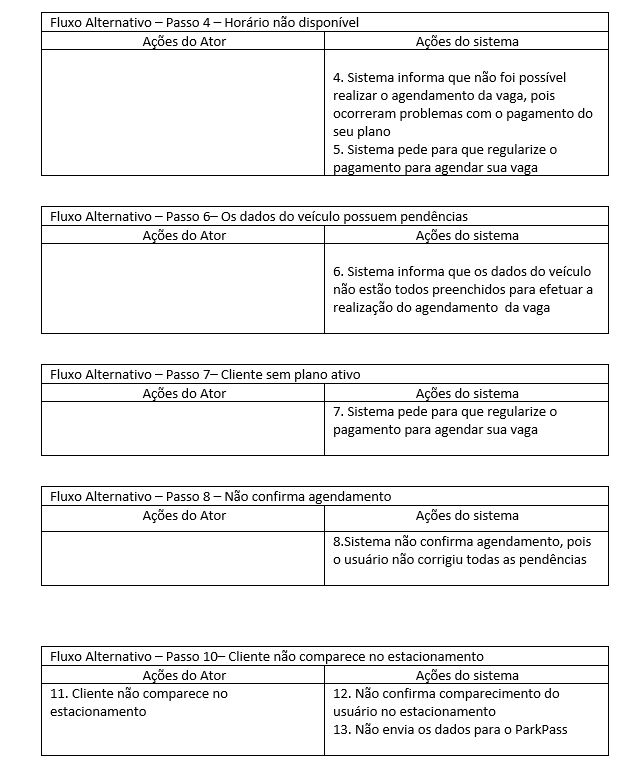 Fluxo Alternativo – Passo 4 – Horário não disponível
Ações do Ator
Ações do sistema
4. Sistema informa que não foi possível
realizar o agendamento da vaga, pois
ocorreram problemas com o pagamento do
seu plano
5. Sistema pede para que regularize o
pagamento para agendar sua vaga
Fluxo Alternativo – Passo 6– Os dados do veículo possuem pendências
Ações do Ator
Ações do sistema
6. Sistema informa que os dados do veículo
não estão todos preenchidos para efetuar a
realização do agendamento  da vaga
Fluxo Alternativo – Passo 7– Cliente sem plano ativo
Ações do Ator
Ações do sistema
7. Sistema pede para que regularize o
pagamento para agendar sua vaga
Fluxo Alternativo – Passo 8 – Não confirma agendamento
Ações do Ator
Ações do sistema
8.Sistema não confirma agendamento, pois
o usuário não corrigiu todas as pendências
Fluxo Alternativo – Passo 10– Cliente não comparece no estacionamento
Ações do Ator
Ações do sistema
11. Cliente não comparece no
estacionamento
12. Não confirma comparecimento do
usuário no estacionamento
13. Não envia os dados para o ParkPass